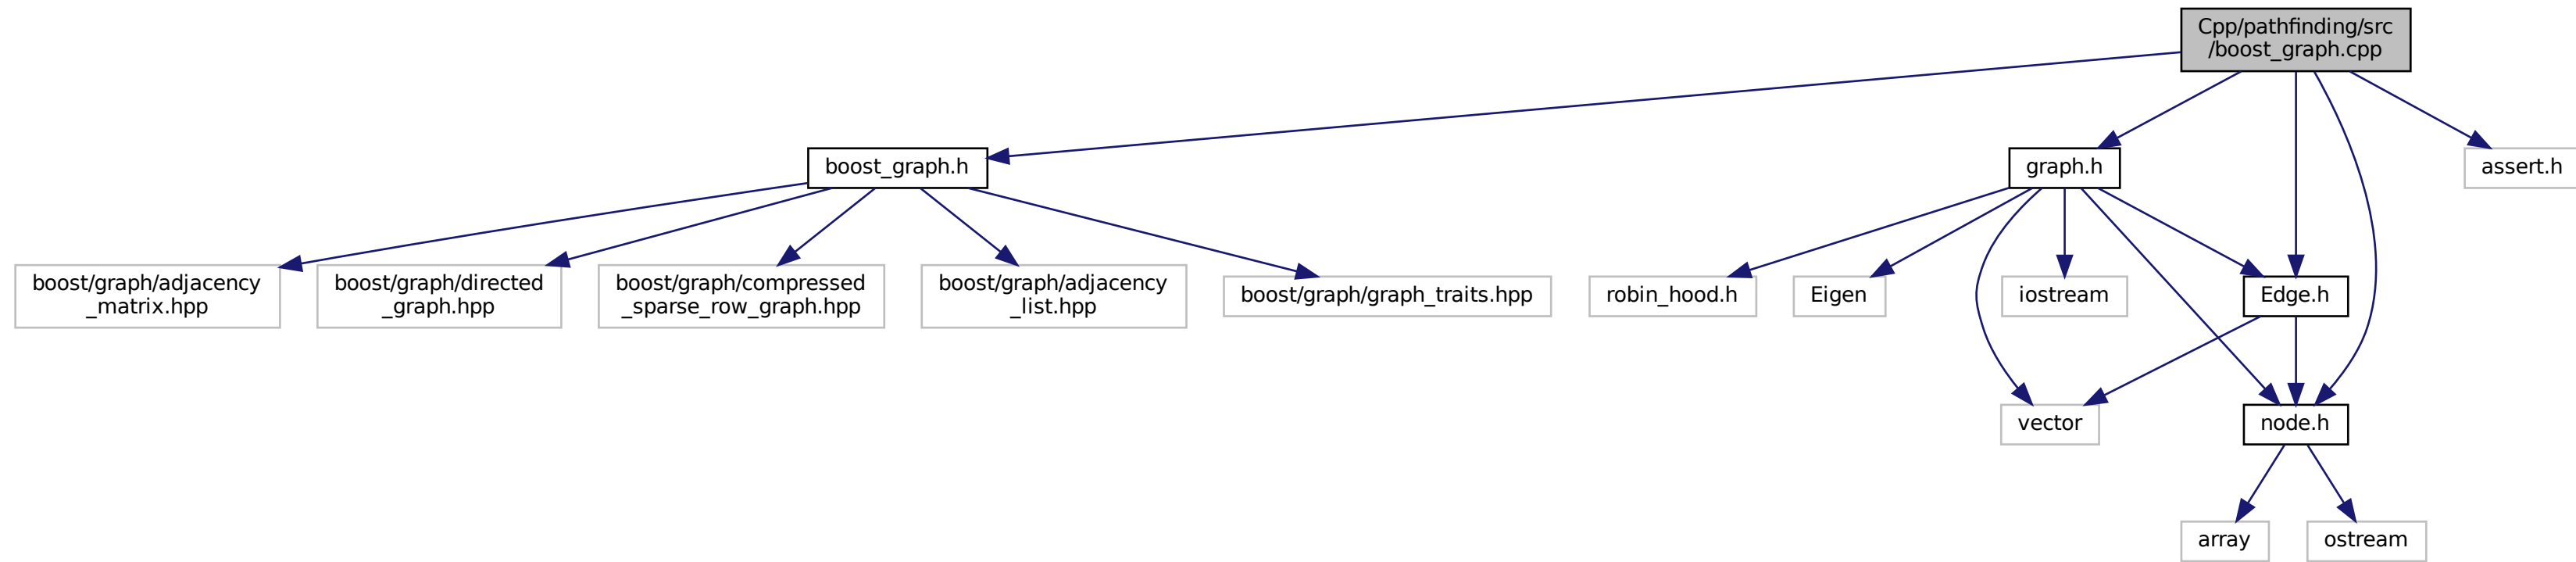 Cpp/pathfinding/src
/boost_graph.cpp
boost_graph.h
graph.h
assert.h
boost/graph/adjacency
_matrix.hpp
boost/graph/directed
_graph.hpp
boost/graph/compressed
_sparse_row_graph.hpp
boost/graph/adjacency
_list.hpp
boost/graph/graph_traits.hpp
robin_hood.h
Eigen
iostream
Edge.h
vector
node.h
array
ostream